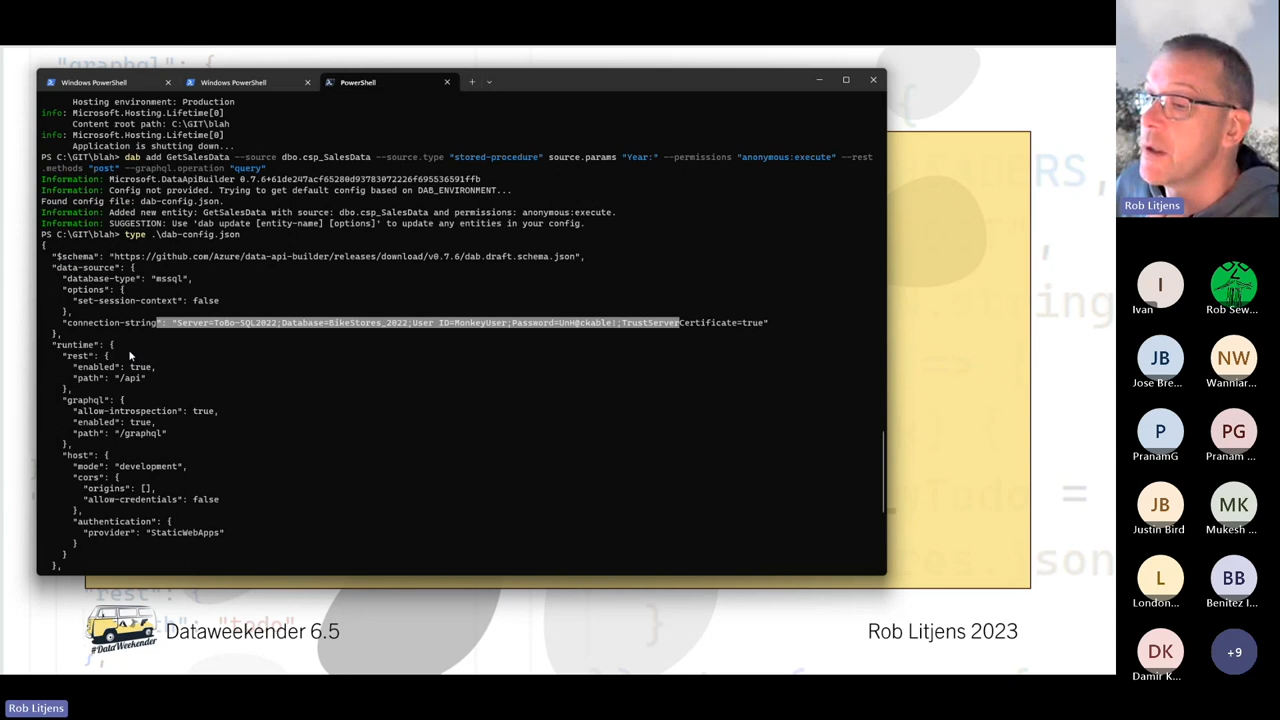 Windows PowerShell
Windows PowerShell
PowerShell
Hosting environment: Production
info: Microsoft.Hosting.Lifetime[0]
Content root path: C:\GIT\blah
info: Microsoft.Hosting.Lifetime[0]
Application is shutting down...
PS C:\GIT\blah> dab add GetSalesData --source dbo.csp_SalesData --source.type "stored-procedure" source.params "Year:" --permissions "anonymous:execute" --rest
.methods "post" --graphql.operation "query"
Information: Microsoft.DataApiBuilder 0.7.6+61de247acf65280d93783072226f695536591ffb
Information: Config not provided. Trying to get default config based on DAB_ENVIRONMENT...
Found config file: dab-config.json.
Information: Added new entity: GetSalesData with source: dbo.csp_SalesData and permissions: anonymous:execute.
Information: SUGGESTION: Use 'dab update [entity-name] [options]' to update any entities in your config.
PS C:\GIT\blah> type .\dab-config.json
{
"$schema": "https://github.com/Azure/data-api-builder/releases/download/v0.7.6/dab.draft.schema.json",
"data-source": {
"database-type": "mssql",
"options": {
"set-session-context": false
},
"connection-string": "Server=ToBo-SQL2022;Database=BikeStores_2022;User ID=MonkeyUser;Password=UnH@ckable!;TrustServerCertificate=true"
},
"runtime": {
"rest": {
"enabled": true,
"path": "/api"
},
"graphql": {
"allow-introspection": true,
"enabled": true,
"path": "/graphql"
},
"host": {
"mode": "development",
"cors": {
"origins": [],
"allow-credentials": false
},
"authentication": {
"provider": "StaticWebApps"
}
}
},
#DataWeekender
Dataweekender 6.5
Rob Litjens 2023
Rob Litjens
Rob Litjens
I
Ivan
Rob Sew...
JB
Jose Bre...
NW
Wanniar...
P
PranamG
PG
Pranam ...
JB
Justin Bird
MK
Mukesh ...
L
London...
BB
Benitez I...
DK
Damir K...
+9